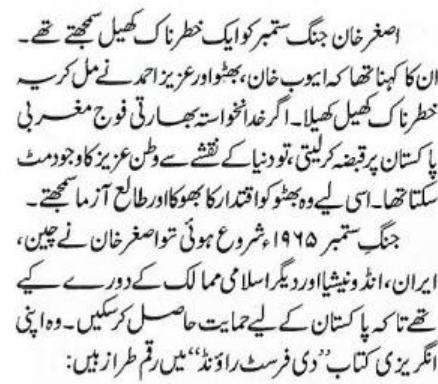 اصغر خان جنگ ستمبر کو ایک خطرناک کھیل سمجھتے تھے۔
ان کا کہنا تھا کہ ایوب خان، بھٹو اور عزیز احمد نے مل کر یہ
خطرناک کھیل کھیلا۔ اگر خدانخواستہ بھارتی فوج مغربی
پاکستان پر قبضہ کر لیتی، تو دنیا کے نقشے سے وطن عزیز کا وجود مٹ
سکتا تھا۔ اسی لیے وہ بھٹو کو اقتدار کا بھوکا اور طالع آزما سمجھتے۔
جنگِ ستمبر ۱۹۶۵ء شروع ہوئی تو اصغر خان نے چین،
ایران، انڈونیشیا اور دیگر اسلامی ممالک کے دورے کیے
تھے تاکہ پاکستان کے لیے حمایت حاصل کر سکیں۔ وہ اپنی
انگریزی کتاب ”دی فرسٹ راؤنڈ“ میں رقم طراز ہیں: